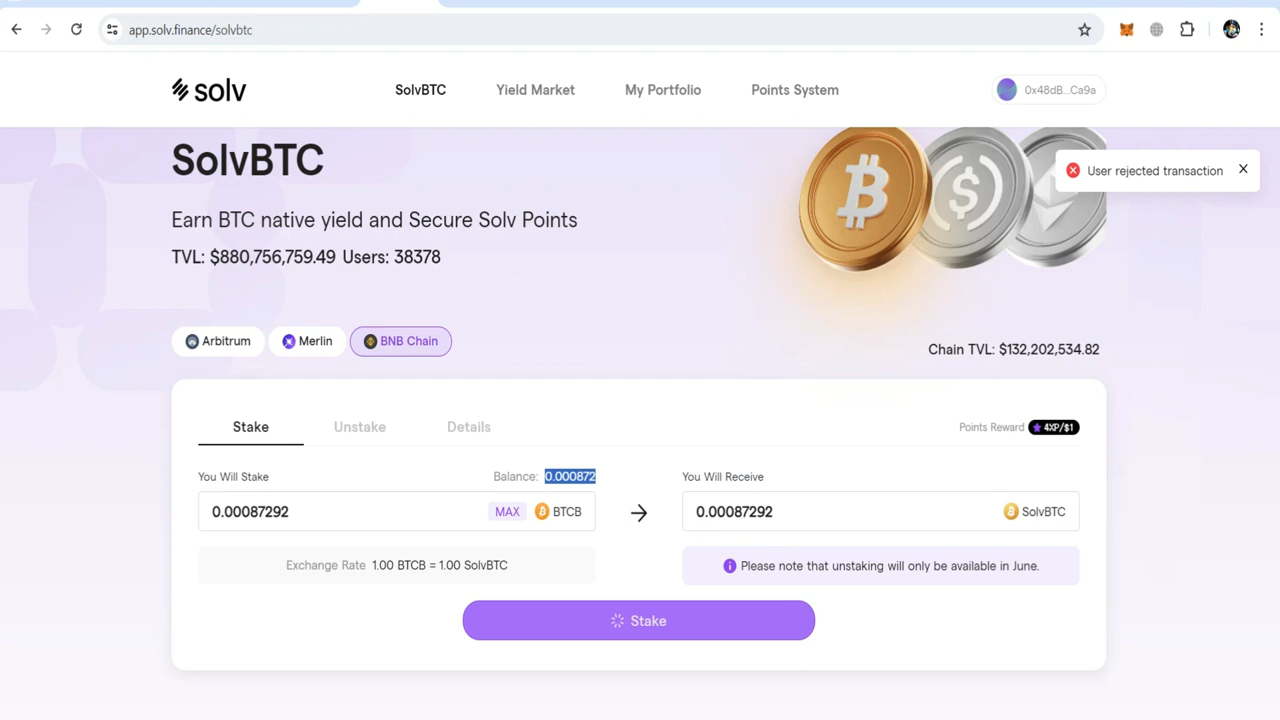 app.solv.finance/solvbtc
solv
SolvBTC
Yield Market
My Portfolio
Points System
0x48dB...Ca9a
SolvBTC
User rejected transaction
Earn BTC native yield and Secure Solv Points
TVL: $880,756,759.49 Users: 38378
Arbitrum
Merlin
BNB Chain
Chain TVL: $132,202,534.82
Stake
Unstake
Details
Points Reward 4XP/$1
You Will Stake
Balance: 0.000872
You Will Receive
0.00087292
MAX
BTCB
0.00087292
SolvBTC
Exchange Rate 1.00 BTCB = 1.00 SolvBTC
Please note that unstaking will only be available in June.
Stake